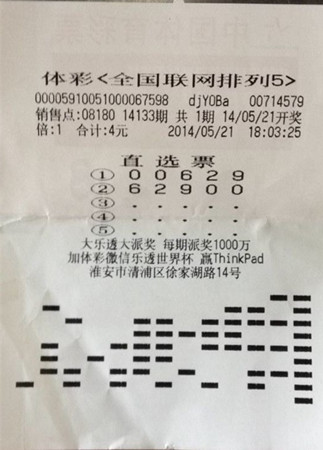 体彩<全国联网排列5>
00005910051000067598 djYOBa 00714579
销售点:08180 14133期 共1期 14/05/21开奖
倍:1 合计:4元 2014/05/21 18:03:25
直选票
① 0 0 6 2 9
② 6 2 9 0 0
③ . . . . .
④ . . . . .
⑤ . . . . .
大乐透大派奖 每期派奖1000万
加体彩微信乐透世界杯 赢ThinkPad
淮安市清浦区徐家湖路14号